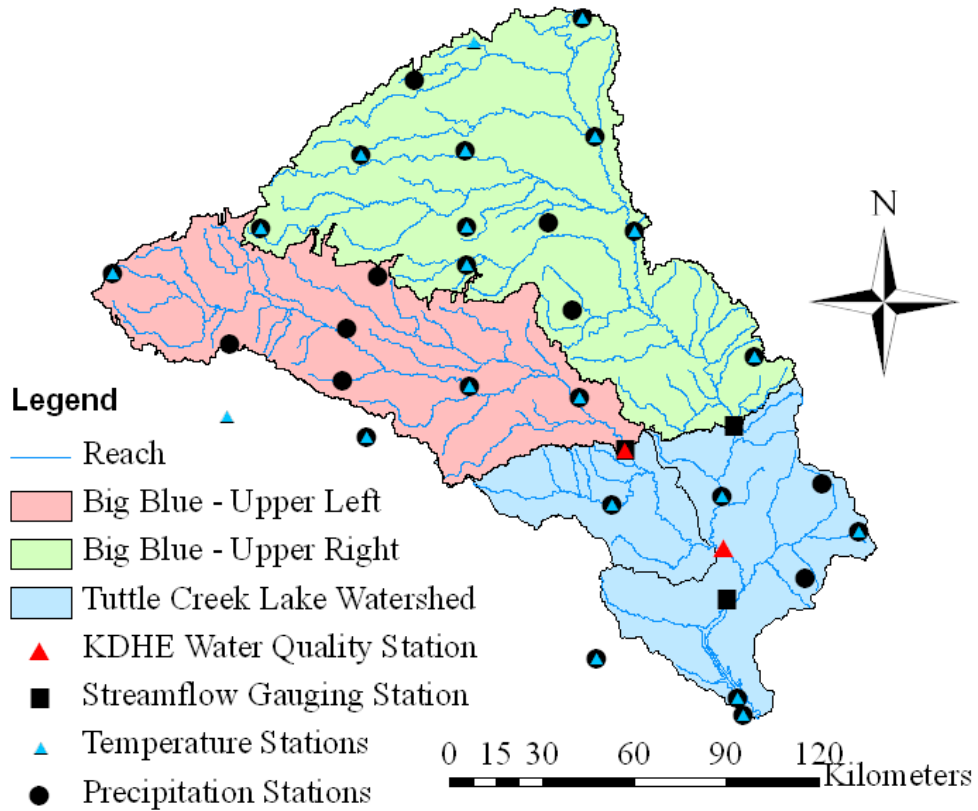 N
Legend
Reach
Big Blue - Upper Left
Big Blue - Upper Right
Tuttle Creek Lake Watershed
KDHE Water Quality Station
Streamflow Gauging Station
Temperature Stations
Precipitation Stations
0 15 30 60 90 120
Kilometers